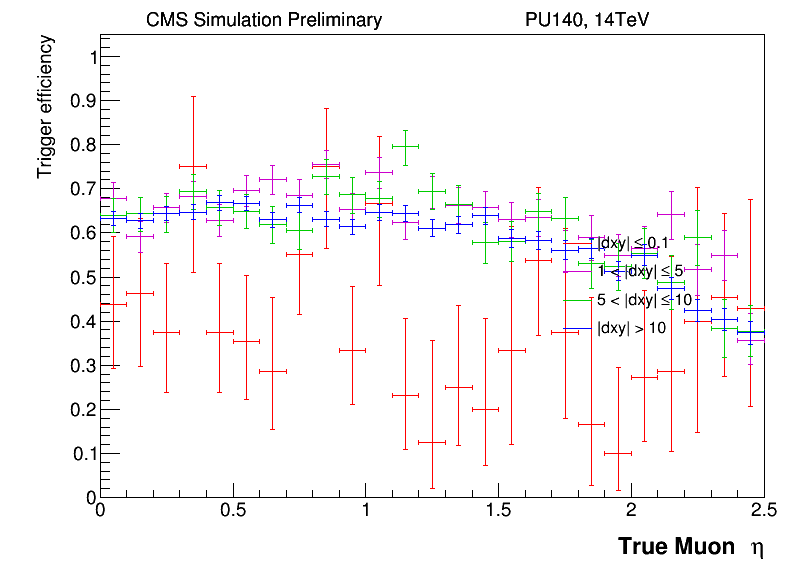 CMS Simulation Preliminary PU140, 14TeV
Trigger efficiency
1
0.9
0.8
0.7
0.6
0.5
0.4
0.3
0.2
0.1
0
|dxy| ≤ 0.1
1 < |dxy| ≤ 5
5 < |dxy| ≤ 10
|dxy| > 10
0 0.5 1 1.5 2 2.5
True Muon η